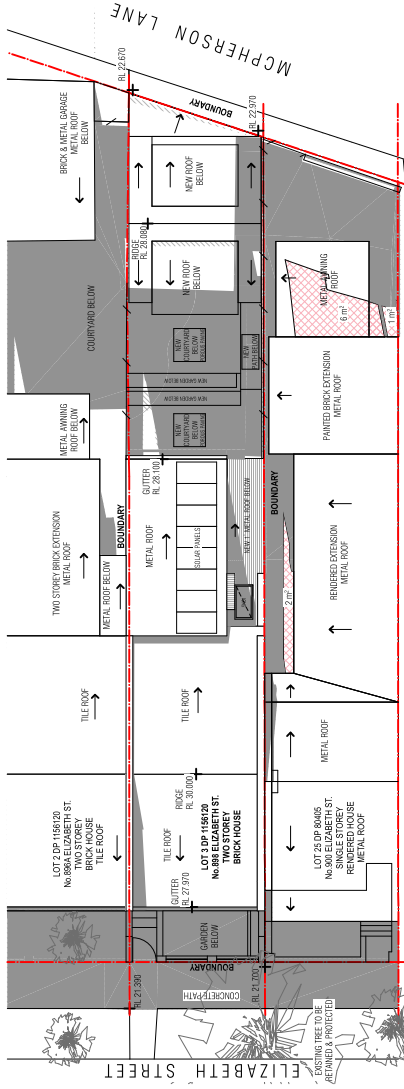 MCPHERSON LANE
RL 22.670
BOUNDARY
RL 22.970
BRICK & METAL GARAGE
METAL ROOF
BELOW
NEW ROOF
BELOW
RIDGE
RL 28.080
NEW ROOF
BELOW
COURTYARD BELOW
METAL AWNING
ROOF
6 m²
1 m²
NEW
COURTYARD
BELOW
NEW
PATH BELOW
NEW GARDEN BELOW
NEW GARDEN BELOW
NEW
COURTYARD
BELOW
METAL AWNING
ROOF BELOW
PAINTED BRICK EXTENSION
METAL ROOF
GUTTER
RL 28.100
TWO STOREY BRICK EXTENSION
METAL ROOF
BOUNDARY
METAL ROOF BELOW
METAL ROOF
SOLAR PANELS
METAL ROOF BELOW
BOUNDARY
2 m²
RENDERED EXTENSION
METAL ROOF
TILE ROOF
TILE ROOF
METAL ROOF
LOT 2 DP 1156120
No.896A ELIZABETH ST.
TWO STOREY
BRICK HOUSE
TILE ROOF
RIDGE
RL 30.000
TILE ROOF
LOT 3 DP 1156120
No.898 ELIZABETH ST.
TWO STOREY
BRICK HOUSE
GUTTER
RL 27.970
LOT 25 DP 80405
No.900 ELIZABETH ST.
SINGLE STOREY
RENDERED HOUSE
METAL ROOF
GARDEN
BELOW
BOUNDARY
RL 21.390
CONCRETE PATH
RL 21.700
EXISTING TREE TO BE
RETAINED & PROTECTED
ELIZABETH STREET